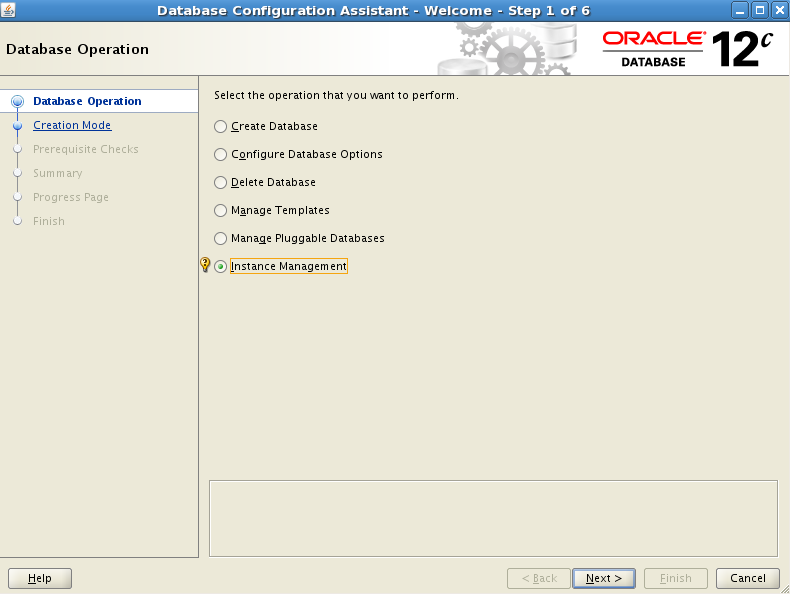 Database Configuration Assistant - Welcome - Step 1 of 6
Database Operation
ORACLE®
DATABASE
12c
Database Operation
Creation Mode
Prerequisite Checks
Summary
Progress Page
Finish
Select the operation that you want to perform.
Create Database
Configure Database Options
Delete Database
Manage Templates
Manage Pluggable Databases
Instance Management
Help
< Back
Next >
Finish
Cancel